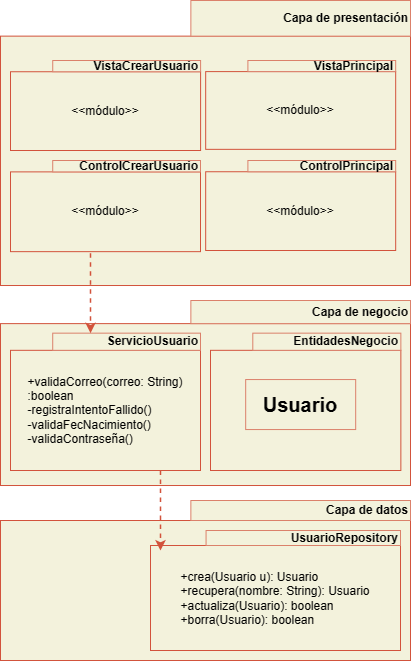 Capa de presentación
VistaCrearUsuario
VistaPrincipal
<<módulo>>
<<módulo>>
ControlCrearUsuario
ControlPrincipal
<<módulo>>
<<módulo>>
Capa de negocio
ServicioUsuario
EntidadesNegocio
+validaCorreo(correo: String)
:boolean
-registraIntentoFallido()
-validaFecNacimiento()
-validaContraseña()
Usuario
Capa de datos
UsuarioRepository
+crea(Usuario u): Usuario
+recupera(nombre: String): Usuario
+actualiza(Usuario): boolean
+borra(Usuario): boolean